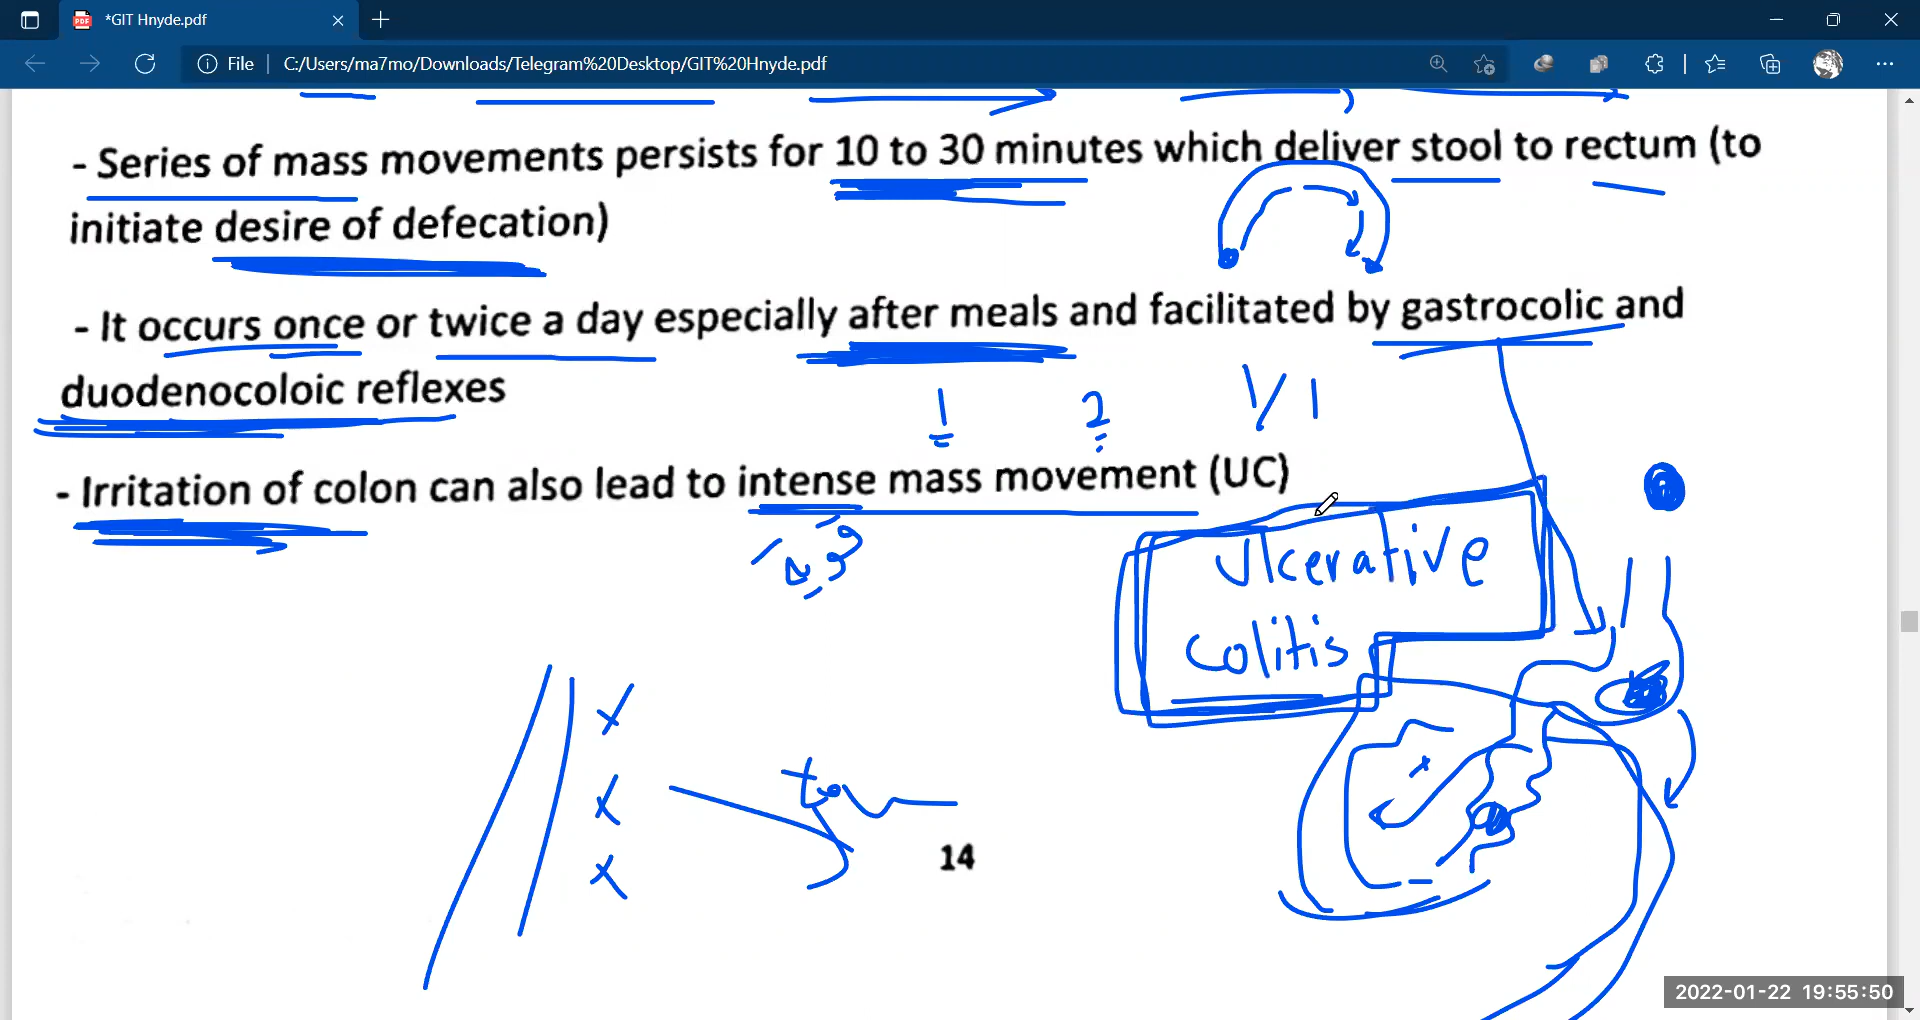 *GIT Hnyde.pdf
File | C:/Users/ma7mo/Downloads/Telegram%20Desktop/GIT%20Hnyde.pdf
- Series of mass movements persists for 10 to 30 minutes which deliver stool to rectum (to
initiate desire of defecation)
- It occurs once or twice a day especially after meals and facilitated by gastrocolic and
duodenocoloic reflexes
1 2
- Irritation of colon can also lead to intense mass movement (UC)
Ulcerative
colitis
14
2022-01-22 19:55:50